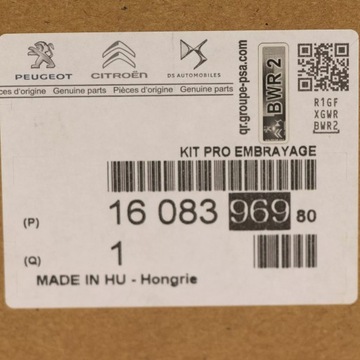 PEUGEOT CITROËN DS AUTOMOBILES
ces d'origine Genuine parts Pièces d'origine Genuine parts
qr.groupe-psa.com
BWR 2
R1GF
XGWR
BWR2
KIT PRO EMBRAYAGE
(P) 16 083 969 80
(Q) 1
MADE IN HU - Hongrie